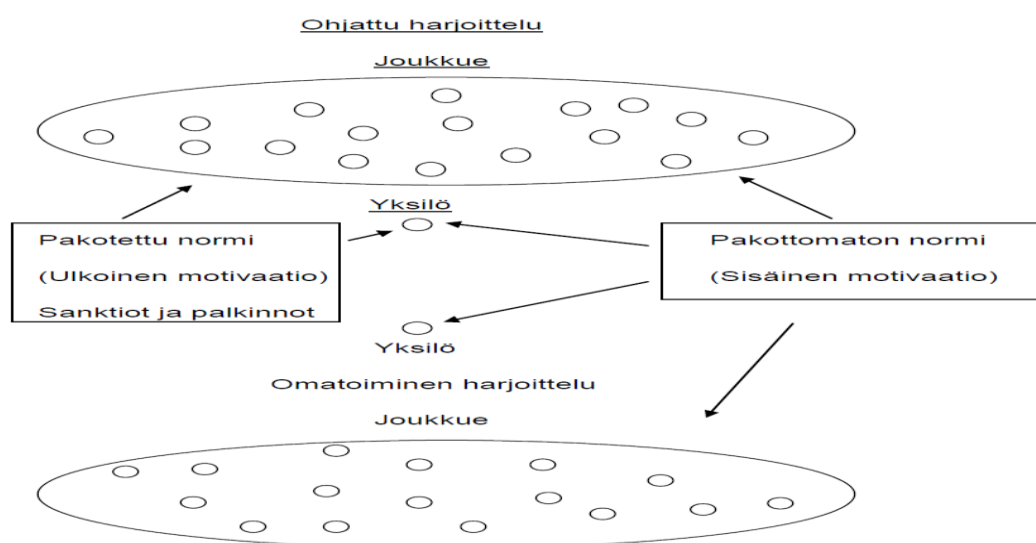 Ohjattu harjoittelu
Joukkue
Yksilö
Pakotettu normi
(Ulkoinen motivaatio)
Sanktiot ja palkinnot
Pakottomaton normi
(Sisäinen motivaatio)
Yksilö
Omatoiminen harjoittelu
Joukkue